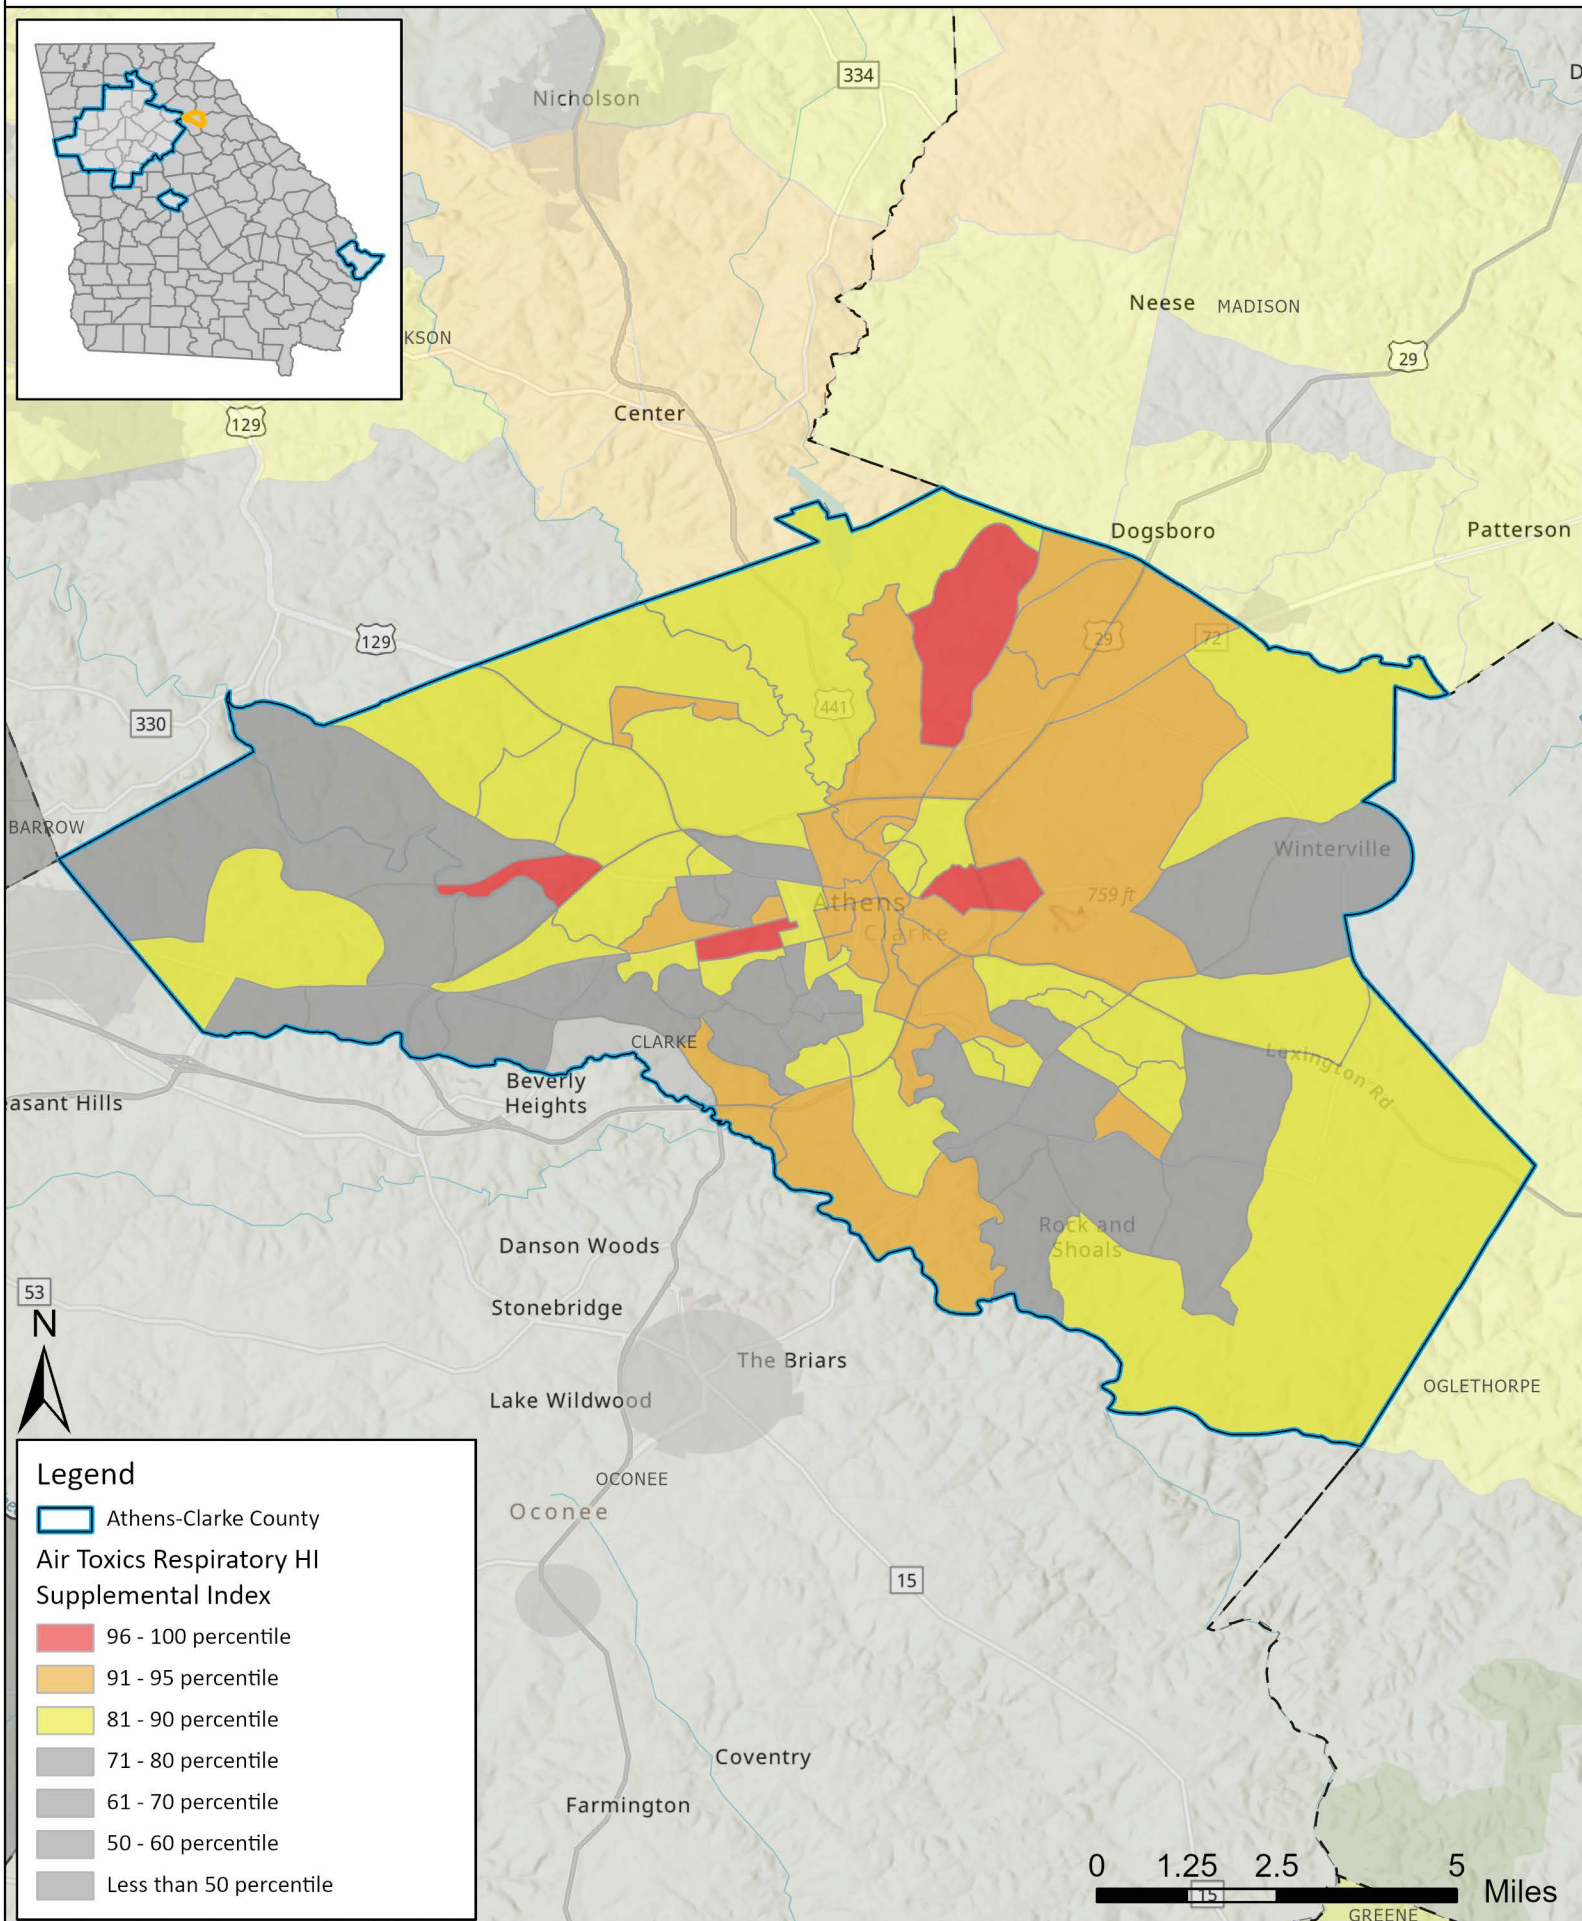 334
Nicholson
D
Neese
MADISON
KSON
29
Center
129
Dogsboro
Patterson
129
29
72
330
441
BARROW
Winterville
759 ft
Athens
Clarke
CLARKE
Lexington Rd
Beverly
Heights
easant Hills
Rock and
Shoals
Danson Woods
53
Stonebridge
N
The Briars
Lake Wildwood
OGLETHORPE
OCONEE
Oconee
15
Coventry
Farmington
Legend
Athens-Clarke County
Air Toxics Respiratory HI
Supplemental Index
96 - 100 percentile
91 - 95 percentile
81 - 90 percentile
71 - 80 percentile
61 - 70 percentile
50 - 60 percentile
Less than 50 percentile
0 1.25 2.5 5
Miles
15
GREENE